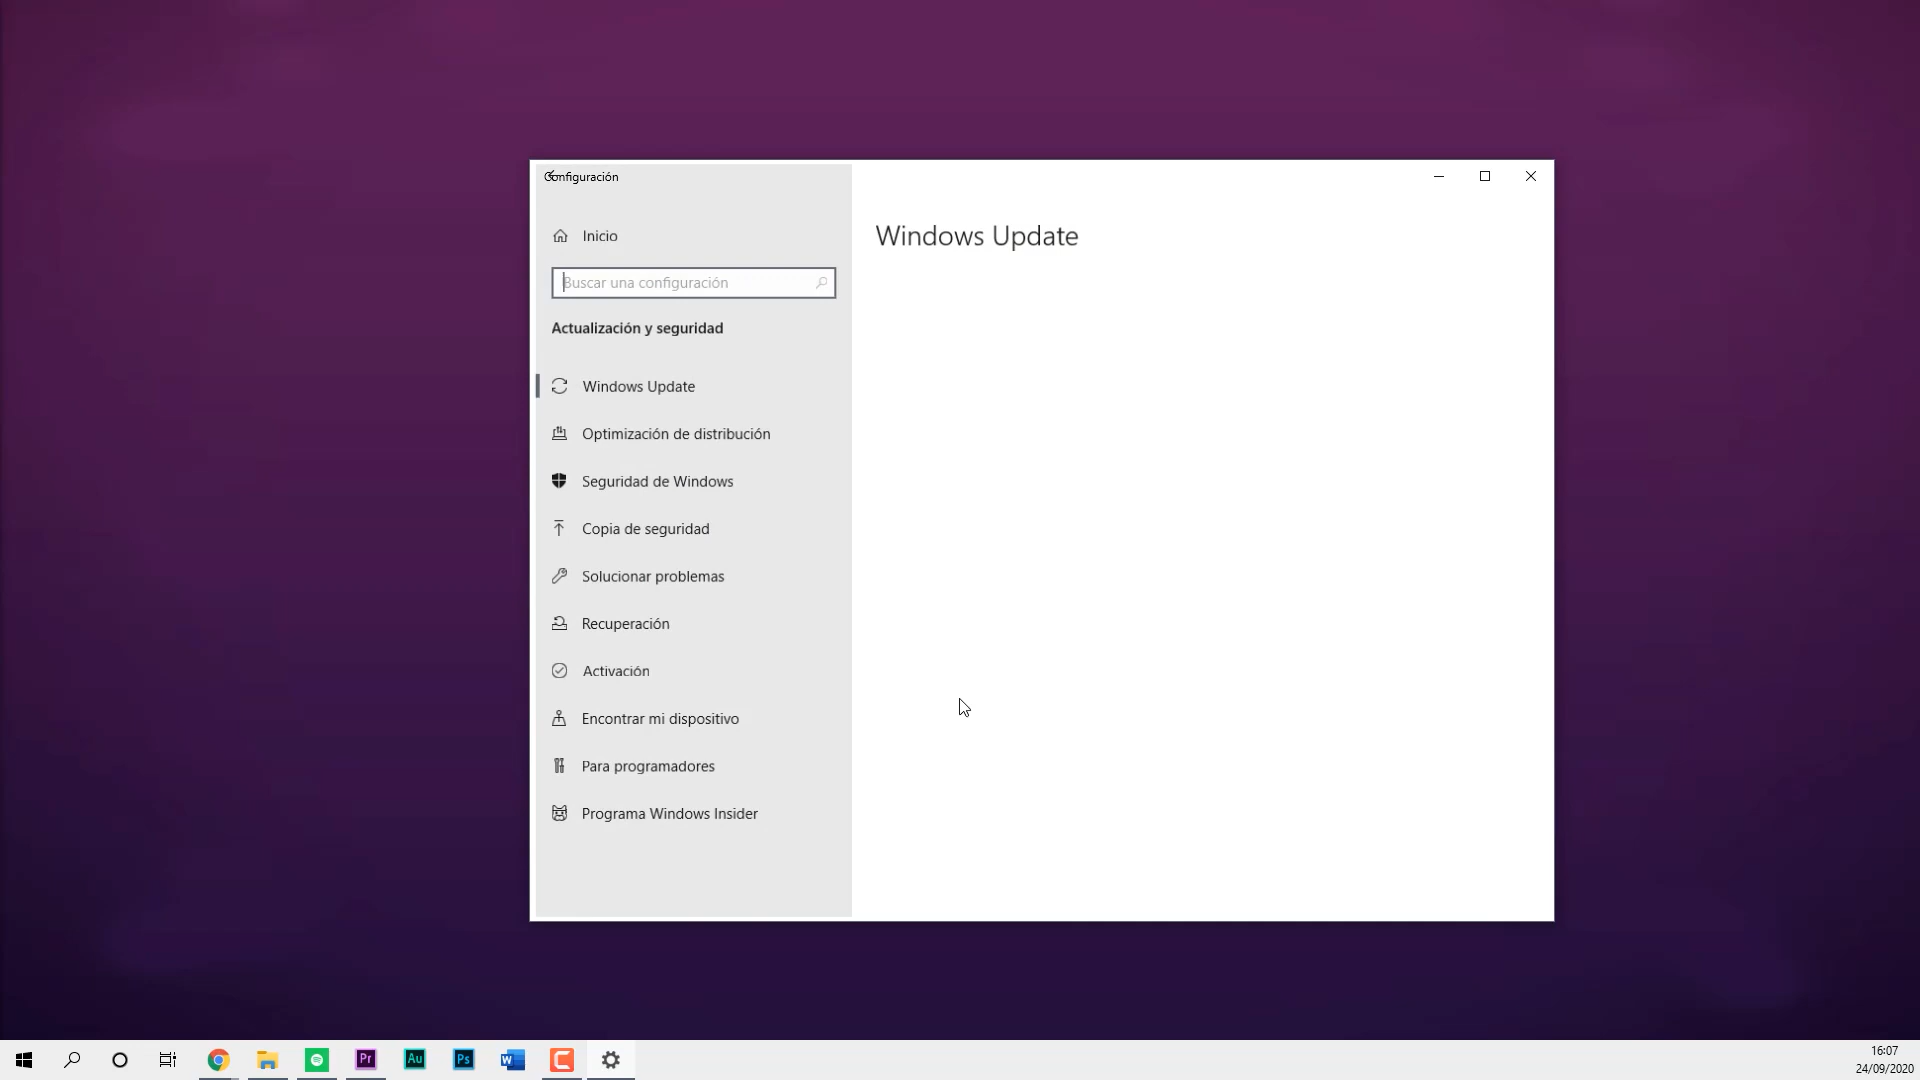 Configuración
Inicio
Buscar una configuración
Actualización y seguridad
Windows Update
Optimización de distribución
Seguridad de Windows
Copia de seguridad
Solucionar problemas
Recuperación
Activación
Encontrar mi dispositivo
Para programadores
Programa Windows Insider
Windows Update
Pr
Au
Ps
W
16:07
24/09/2020